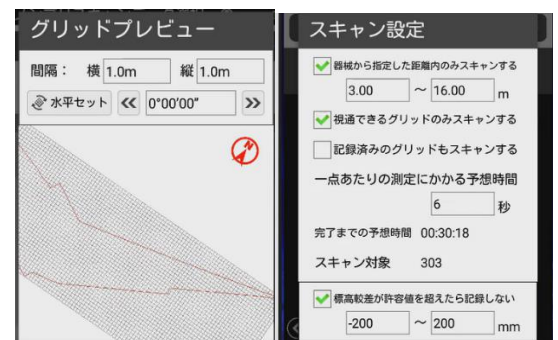 グリッドプレビュー
間隔： 横 1.0m 縦 1.0m
水平セット << 0°00'00" >>
N
スキャン設定
器械から指定した距離内のみスキャンする
3.00 ～ 16.00 m
視通できるグリッドのみスキャンする
記録済みのグリッドもスキャンする
一点あたりの測定にかかる予想時間
6 秒
完了までの予想時間 00:30:18
スキャン対象 303
標高較差が許容値を超えたら記録しない
-200 ～ 200 mm